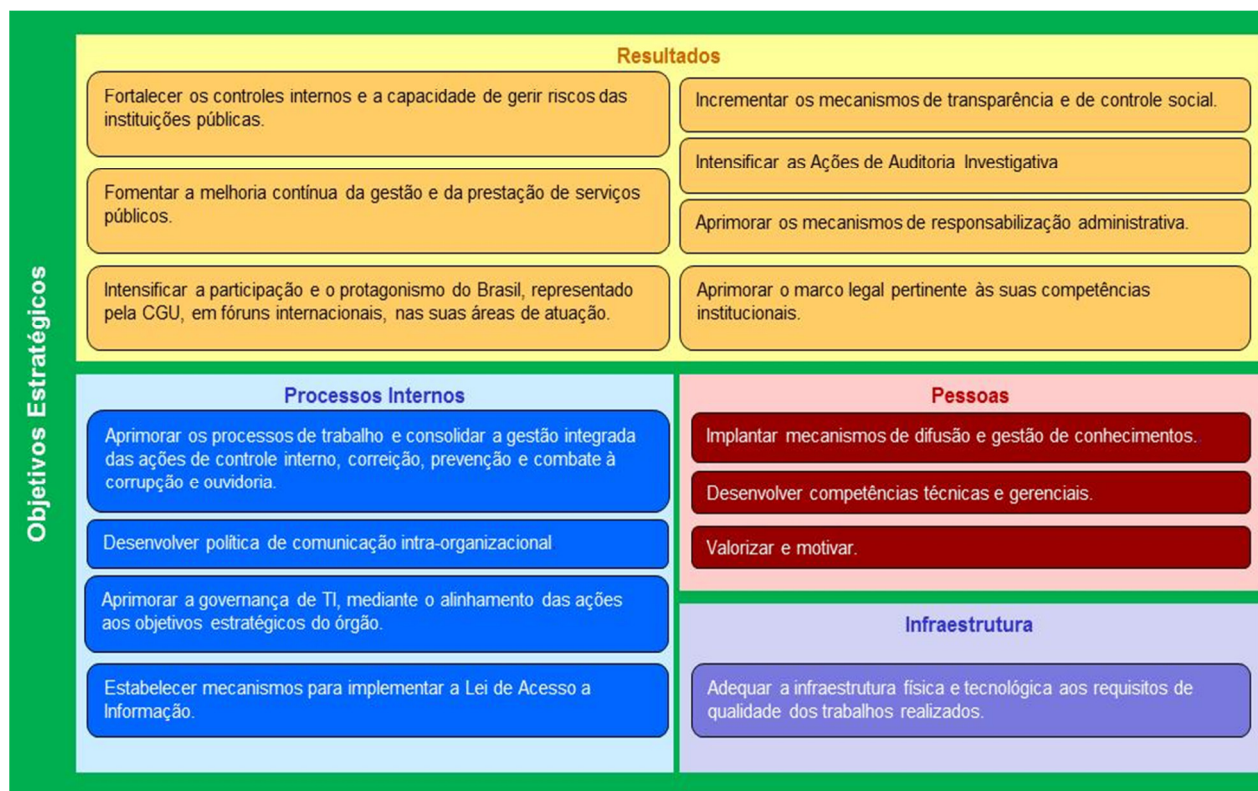 Objetivos Estratégicos
Resultados
Fortalecer os controles internos e a capacidade de gerir riscos das
instituições públicas.
Fomentar a melhoria contínua da gestão e da prestação de serviços
públicos.
Intensificar a participação e o protagonismo do Brasil, representado
pela CGU, em fóruns internacionais, nas suas áreas de atuação.
Incrementar os mecanismos de transparência e de controle social.
Intensificar as Ações de Auditoria Investigativa
Aprimorar os mecanismos de responsabilização administrativa.
Aprimorar o marco legal pertinente às suas competências
institucionais.
Processos Internos
Aprimorar os processos de trabalho e consolidar a gestão integrada
das ações de controle interno, correição, prevenção e combate à
corrupção e ouvidoria.
Desenvolver política de comunicação intra-organizacional
Aprimorar a governança de TI, mediante o alinhamento das ações
aos objetivos estratégicos do órgão.
Estabelecer mecanismos para implementar a Lei de Acesso a
Informação.
Pessoas
Implantar mecanismos de difusão e gestão de conhecimentos.
Desenvolver competências técnicas e gerenciais.
Valorizar e motivar.
Infraestrutura
Adequar a infraestrutura física e tecnológica aos requisitos de
qualidade dos trabalhos realizados.